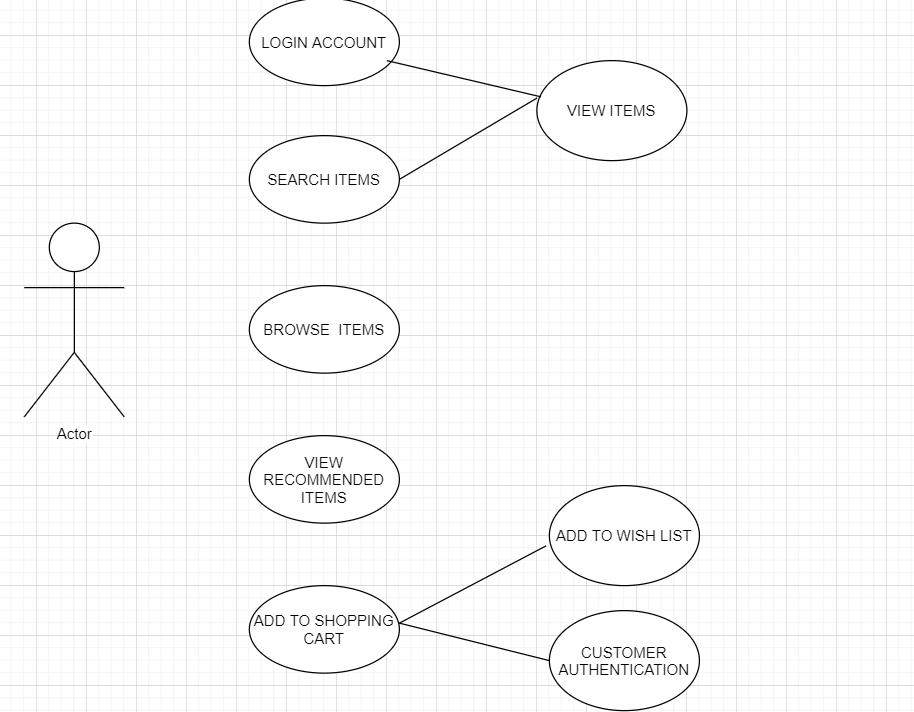 LOGIN ACCOUNT
VIEW ITEMS
SEARCH ITEMS
BROWSE  ITEMS
Actor
VIEW
RECOMMENDED
ITEMS
ADD TO WISH LIST
ADD TO SHOPPING
CART
CUSTOMER
AUTHENTICATION